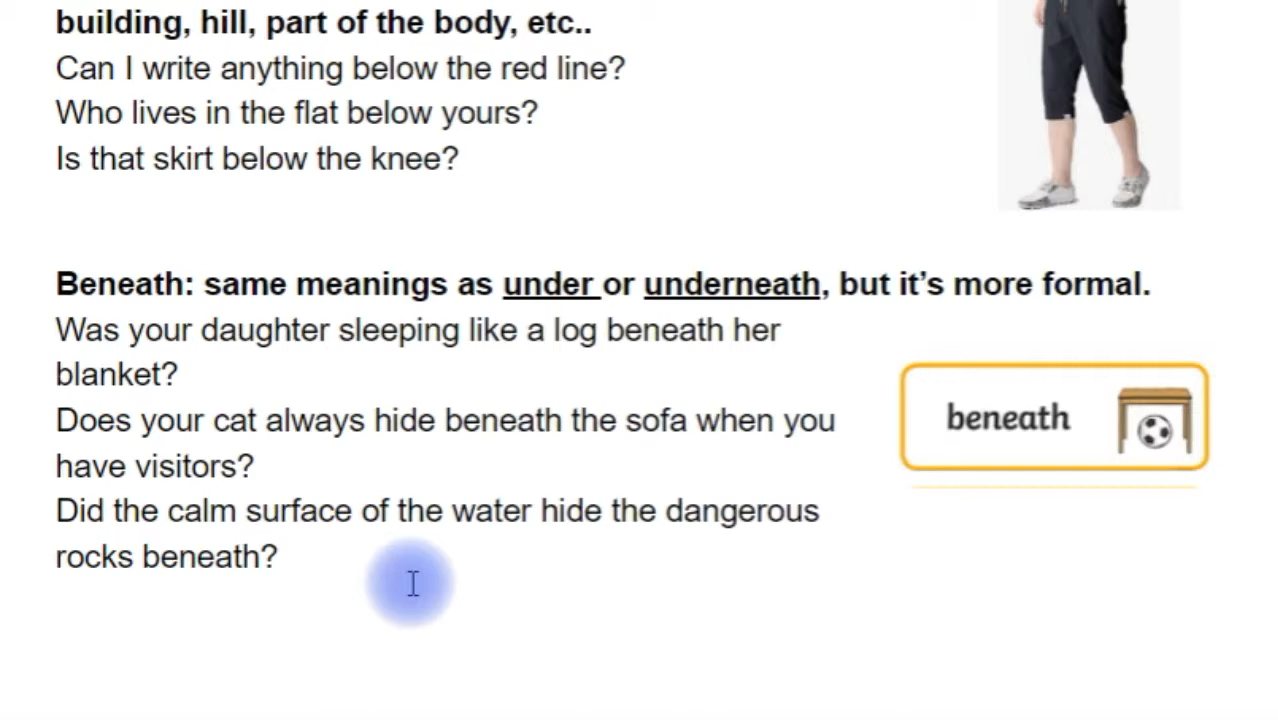 building, hill, part of the body, etc..
Can I write anything below the red line?
Who lives in the flat below yours?
Is that skirt below the knee?
Beneath: same meanings as under or underneath, but it’s more formal.
Was your daughter sleeping like a log beneath her
blanket?
Does your cat always hide beneath the sofa when you
have visitors?
Did the calm surface of the water hide the dangerous
rocks beneath?
beneath